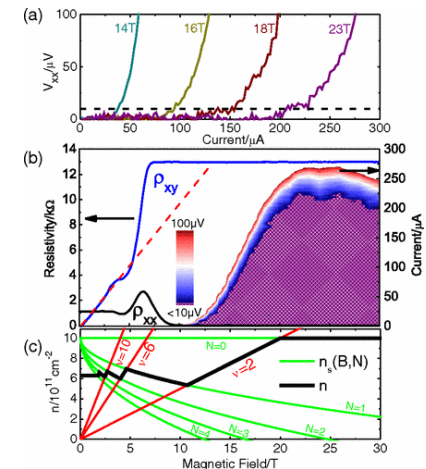 (a)
100
50
0
V_xx/μV
14T 16T 18T 23T
0 50 100 150 200 250 300
Current/μA
(b)
14
12
10
8
6
4
2
0
Resistivity/kΩ
ρ_xy
ρ_xx
100μV
<10μV
280
250
200
150
100
50
0
Current/μA
(c)
10
8
6
4
2
0
n/10^11 cm^-2
ν=10
ν=6
ν=2
N=0
N=1
N=2
N=3
N=4
n_s(B,N)
n
0 5 10 15 20 25 30
Magnetic Field/T